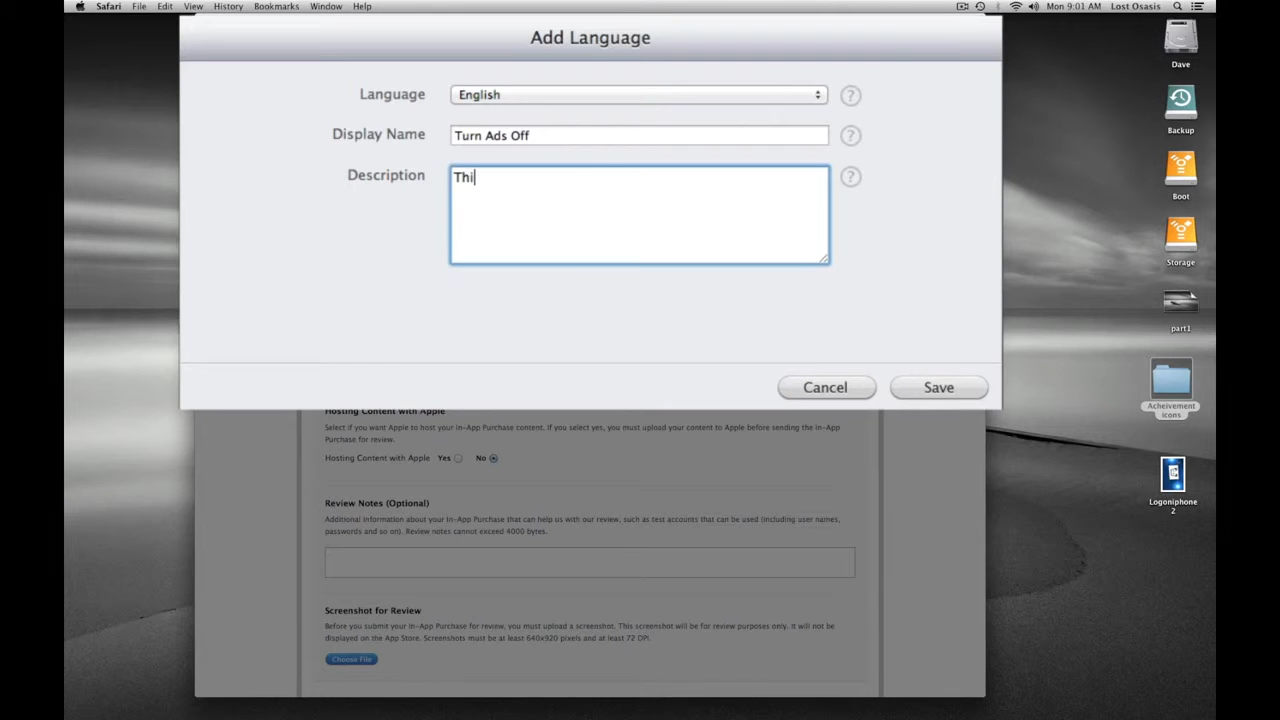 Safari File Edit View History Bookmarks Window Help Mon 9:01 AM Lost Osasis
Add Language
Language English ?
Display Name Turn Ads Off ?
Description Thi ?
Cancel Save
Hosting Content with Apple
Select if you want Apple to host your In-App Purchase content. If you select yes, you must upload your content to Apple before sending the In-App
Purchase for review.
Hosting Content with Apple Yes No
Review Notes (Optional)
Additional information about your In-App Purchase that can help us with our review, such as test accounts that can be used (including user names,
passwords and so on). Review notes cannot exceed 4000 bytes.
Screenshot for Review
Before you submit your In-App Purchase for review, you must upload a screenshot. This screenshot will be for review purposes only. It will not be
displayed on the App Store. Screenshots must be at least 640x920 pixels and at least 72 DPI.
Choose File
Dave
Backup
Boot
Storage
part1
Acheivement
icons
Logoniphone
2